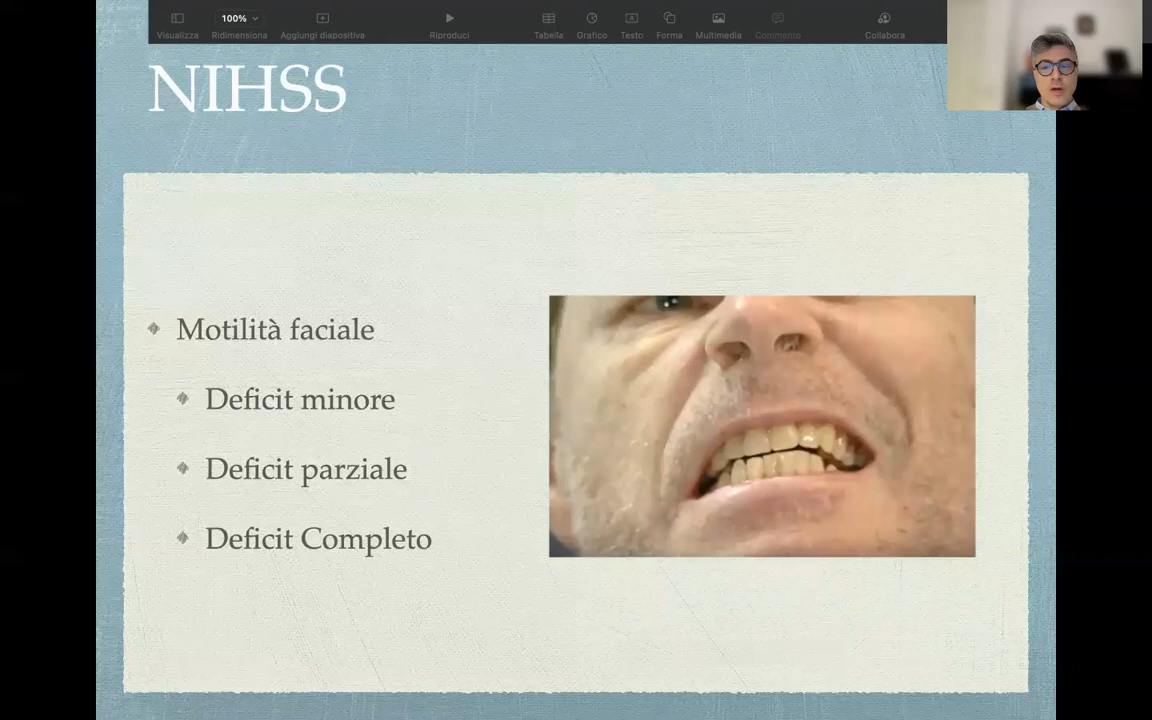 100%
Visualizza Ridimensiona Aggiungi diapositiva Riproduci Tabella Grafico Testo Forma Multimedia Commento Collabora
NIHSS
Motilità faciale
Deficit minore
Deficit parziale
Deficit Completo